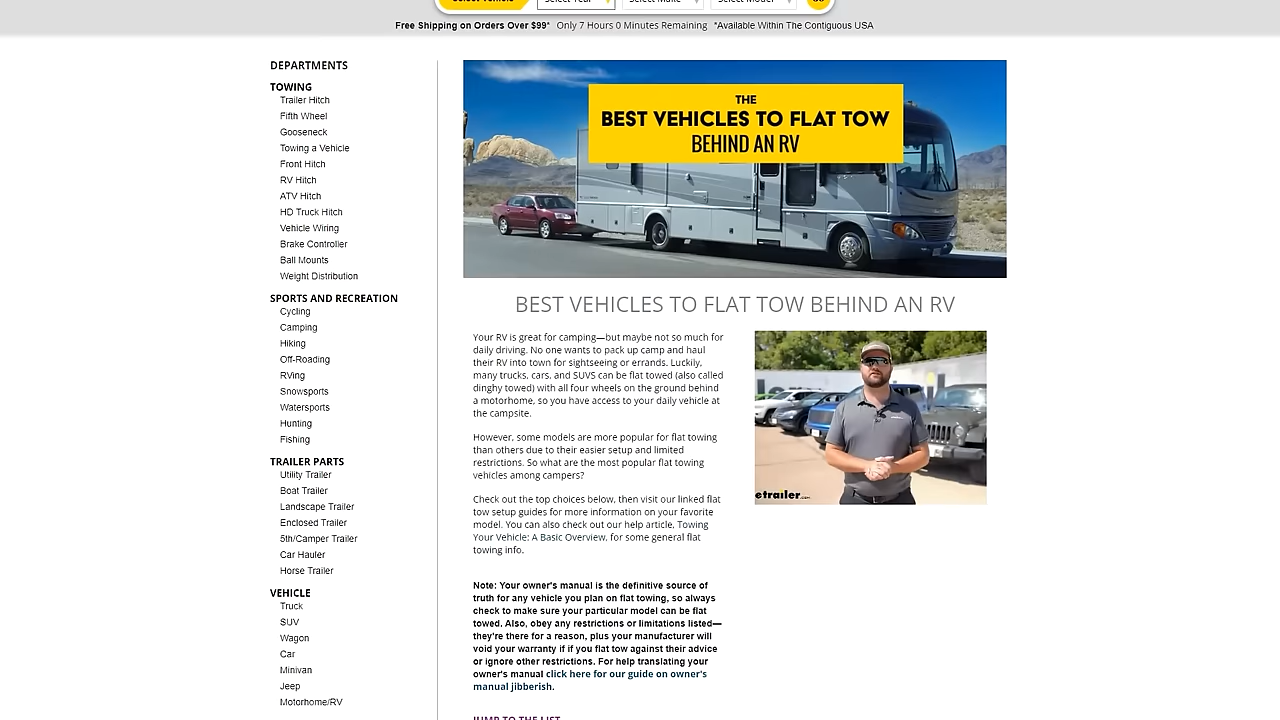 Free Shipping on Orders Over $99* Only 7 Hours 0 Minutes Remaining *Available Within The Contiguous USA
DEPARTMENTS
TOWING
Trailer Hitch
Fifth Wheel
Gooseneck
Towing a Vehicle
Front Hitch
RV Hitch
ATV Hitch
HD Truck Hitch
Vehicle Wiring
Brake Controller
Ball Mounts
Weight Distribution
SPORTS AND RECREATION
Cycling
Camping
Hiking
Off-Roading
RVing
Snowsports
Watersports
Hunting
Fishing
TRAILER PARTS
Utility Trailer
Boat Trailer
Landscape Trailer
Enclosed Trailer
5th/Camper Trailer
Car Hauler
Horse Trailer
VEHICLE
Truck
SUV
Wagon
Car
Minivan
Jeep
Motorhome/RV
THE
BEST VEHICLES TO FLAT TOW
BEHIND AN RV
BEST VEHICLES TO FLAT TOW BEHIND AN RV
Your RV is great for camping—but maybe not so much for
daily driving. No one wants to pack up camp and haul
their RV into town for sightseeing or errands. Luckily,
many trucks, cars, and SUVS can be flat towed (also called
dinghy towed) with all four wheels on the ground behind
a motorhome, so you have access to your daily vehicle at
the campsite.
However, some models are more popular for flat towing
than others due to their easier setup and limited
restrictions. So what are the most popular flat towing
vehicles among campers?
Check out the top choices below, then visit our linked flat
tow setup guides for more information on your favorite
model. You can also check out our help article, Towing
Your Vehicle: A Basic Overview, for some general flat
towing info.
Note: Your owner's manual is the definitive source of
truth for any vehicle you plan on flat towing, so always
check to make sure your particular model can be flat
towed. Also, obey any restrictions or limitations listed—
they're there for a reason, plus your manufacturer will
void your warranty if if you flat tow against their advice
or ignore other restrictions. For help translating your
owner's manual click here for our guide on owner's
manual jibberish.
JUMP TO THE LIST
etrailer.com